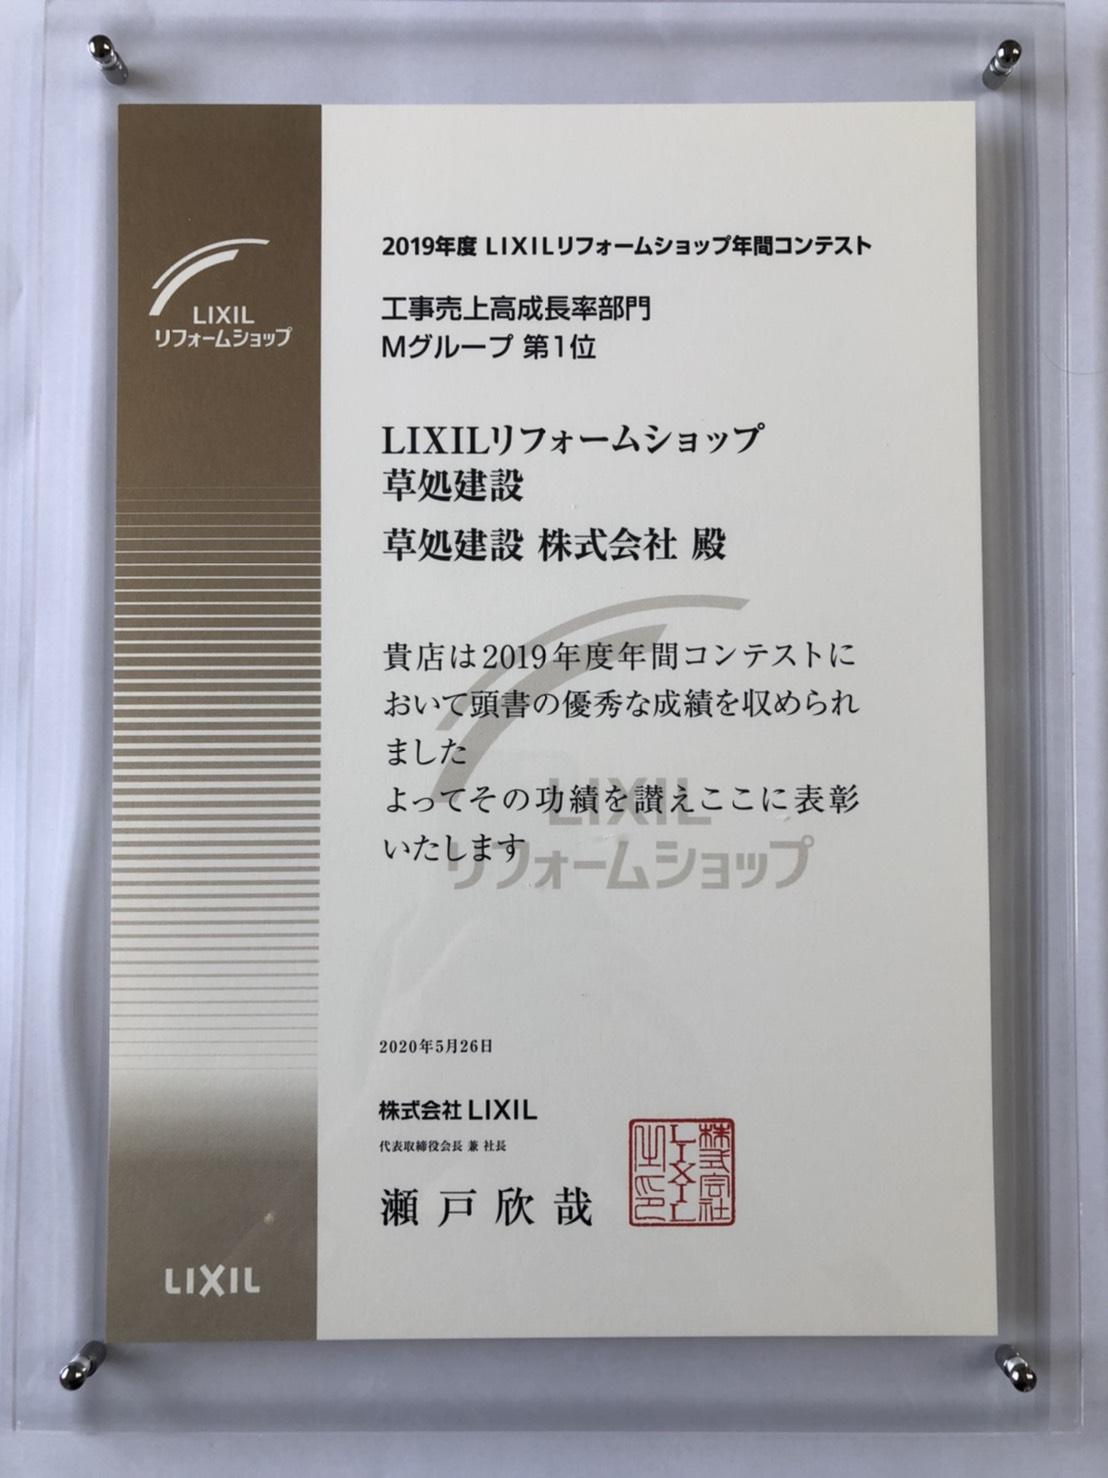 LIXIL
リフォームショップ
2019年度 LIXILリフォームショップ年間コンテスト
工事売上高成長率部門
Mグループ 第1位
LIXILリフォームショップ
草処建設
草処建設 株式会社 殿
貴店は2019年度年間コンテストに
おいて頭書の優秀な成績を収められ
ました
よってその功績を讃えここに表彰
いたします
LIXIL
リフォームショップ
2020年5月26日
株式会社 LIXIL
代表取締役会長 兼 社長
瀬戸欣哉
株式会社
LIXIL
之印
LIXIL